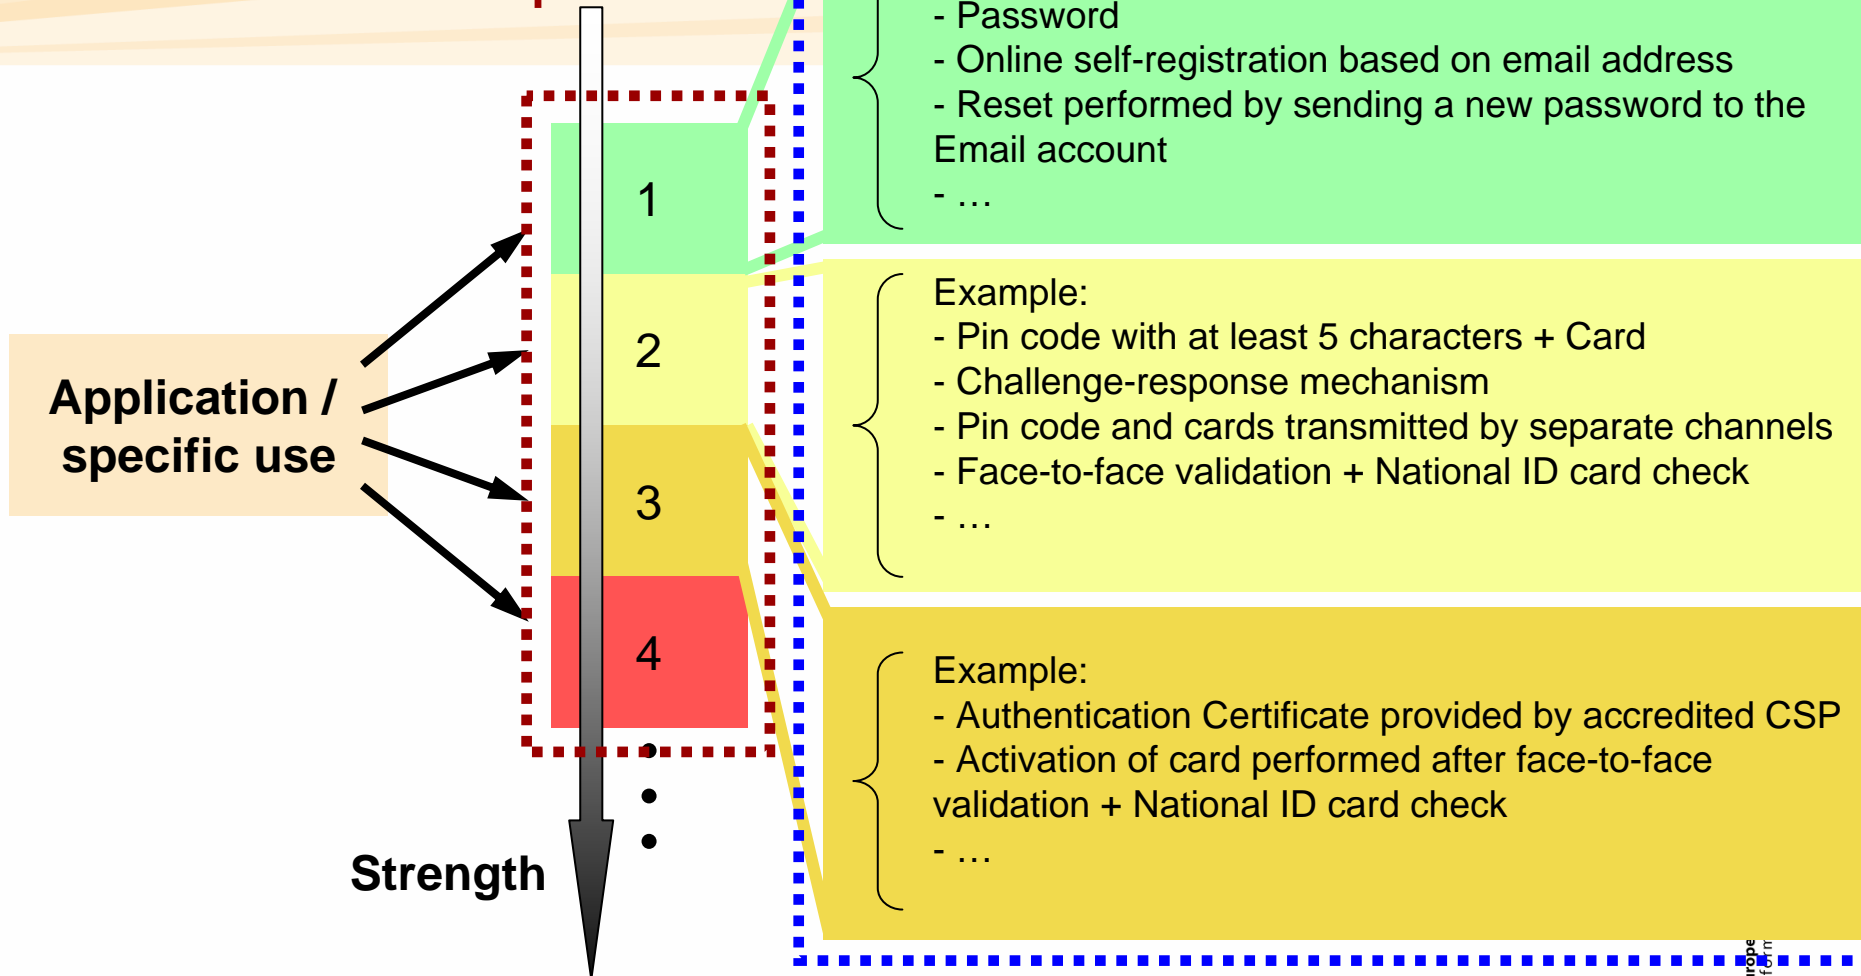 - Password
- Online self-registration based on email address
- Reset performed by sending a new password to the
Email account
- …
1
2
3
4
Application /
specific use
Example:
- Pin code with at least 5 characters + Card
- Challenge-response mechanism
- Pin code and cards transmitted by separate channels
- Face-to-face validation + National ID card check
- …
Example:
- Authentication Certificate provided by accredited CSP
- Activation of card performed after face-to-face
validation + National ID card check
- …
Strength